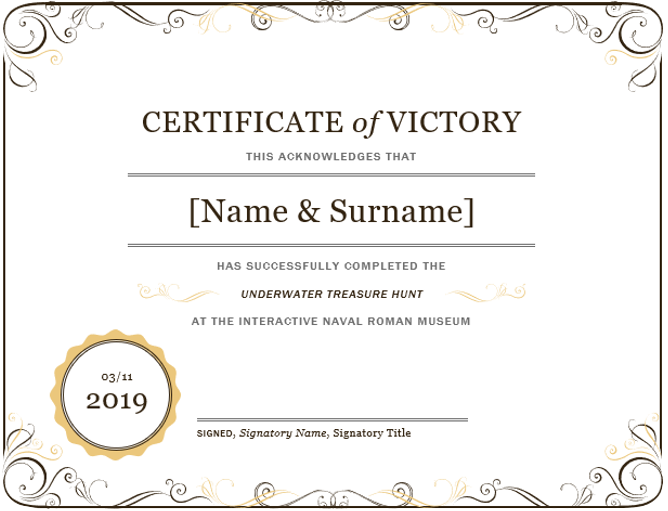 CERTIFICATE of VICTORY
THIS ACKNOWLEDGES THAT
[Name & Surname]
HAS SUCCESSFULLY COMPLETED THE
UNDERWATER TREASURE HUNT
AT THE INTERACTIVE NAVAL ROMAN MUSEUM
03/11
2019
SIGNED, Signatory Name, Signatory Title